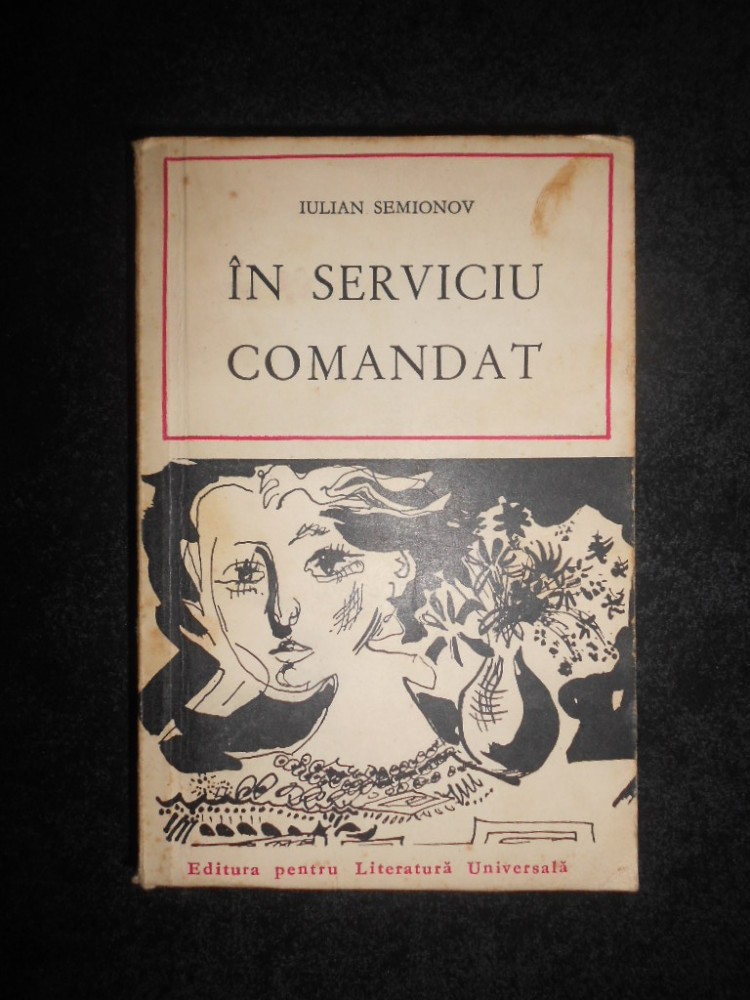 IULIAN SEMIONOV
ÎN SERVICIU
COMANDAT
Editura pentru Literatură Universală